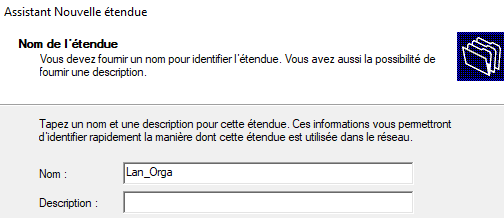 Assistant Nouvelle étendue
Nom de l'étendue
Vous devez fournir un nom pour identifier l'étendue. Vous avez aussi la possibilité de
fournir une description.
Tapez un nom et une description pour cette étendue. Ces informations vous permettront
d'identifier rapidement la manière dont cette étendue est utilisée dans le réseau.
Nom : Lan_Orga
Description :